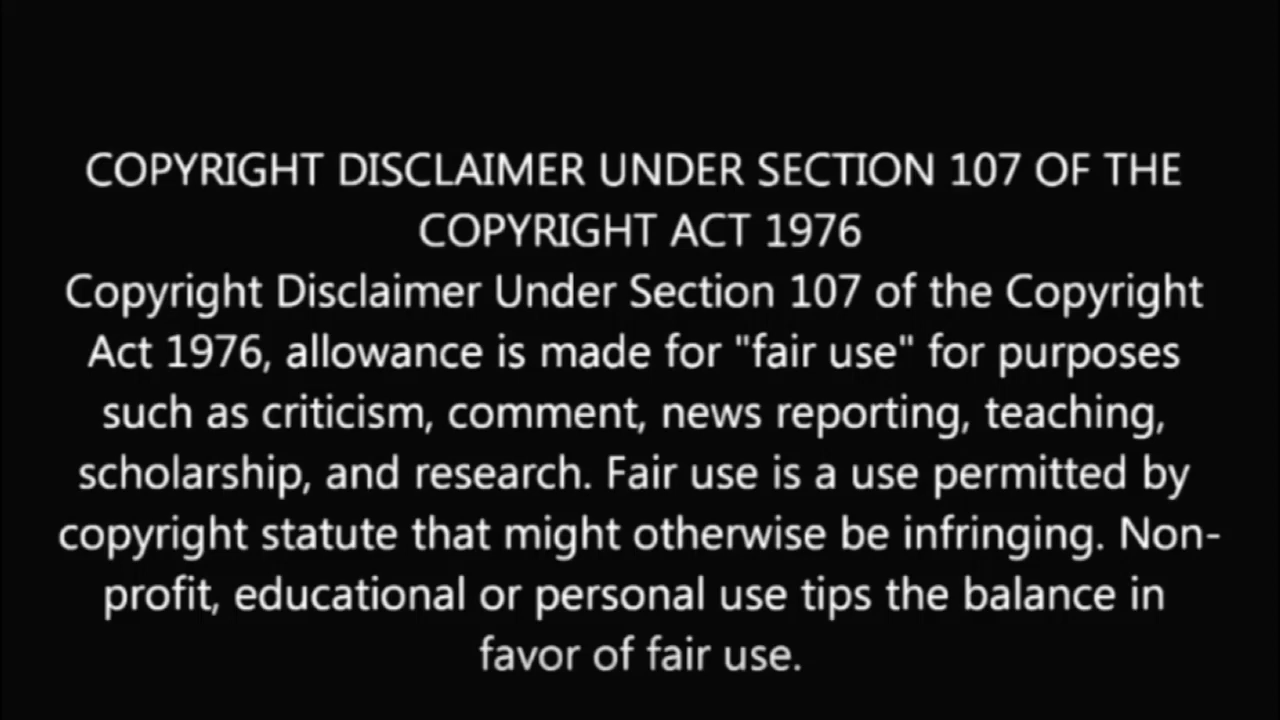 COPYRIGHT DISCLAIMER UNDER SECTION 107 OF THE
COPYRIGHT ACT 1976
Copyright Disclaimer Under Section 107 of the Copyright
Act 1976, allowance is made for "fair use" for purposes
such as criticism, comment, news reporting, teaching,
scholarship, and research. Fair use is a use permitted by
copyright statute that might otherwise be infringing. Non-
profit, educational or personal use tips the balance in
favor of fair use.